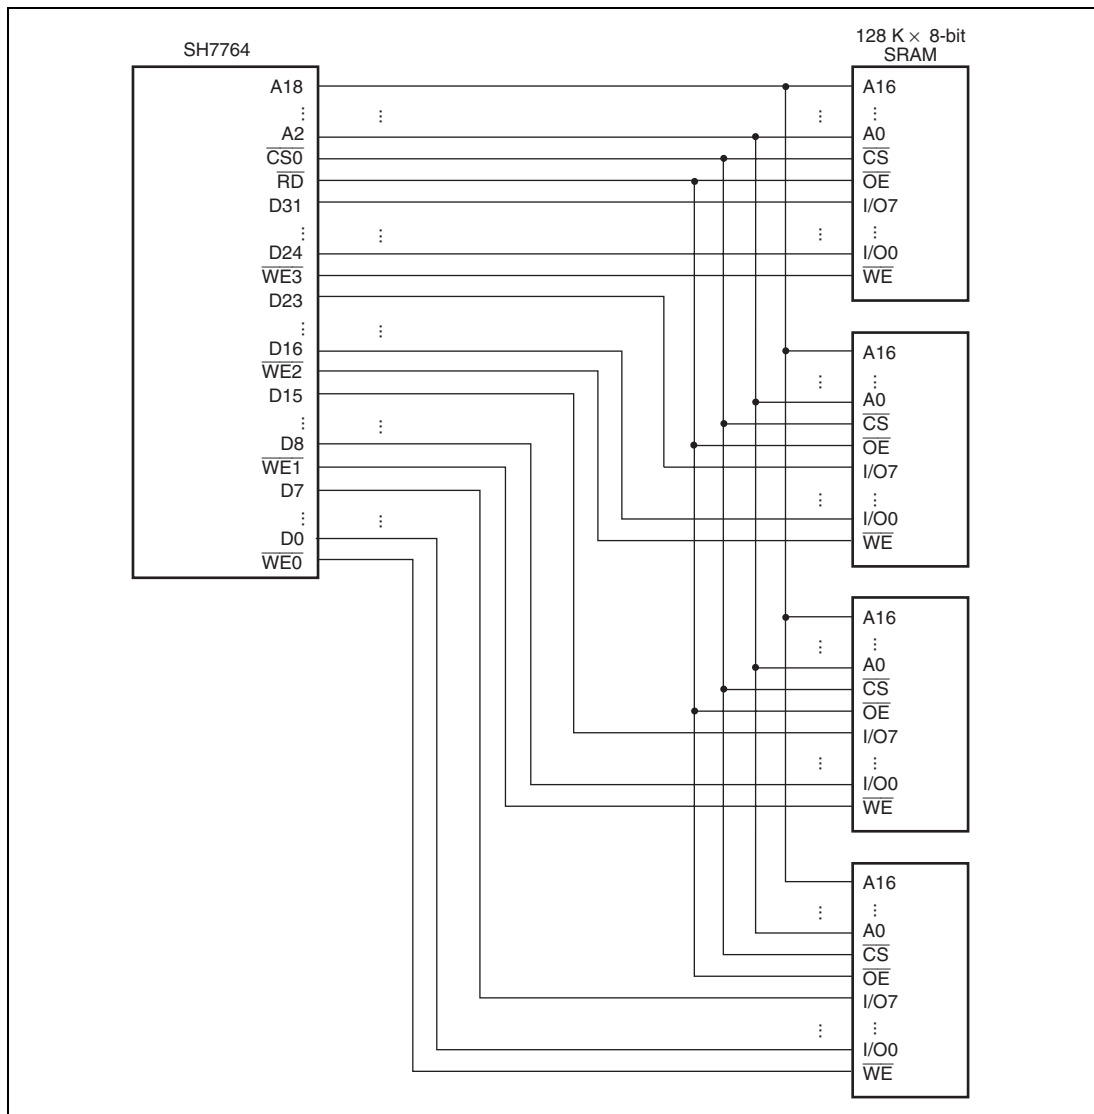 SH7764
A18
⋮
A2
CS0
RD
D31
⋮
D24
WE3
D23
⋮
D16
WE2
D15
⋮
D8
WE1
D7
⋮
D0
WE0
128 K × 8-bit
SRAM
A16
⋮
A0
CS
OE
I/O7
⋮
I/O0
WE
A16
⋮
A0
CS
OE
I/O7
⋮
I/O0
WE
A16
⋮
A0
CS
OE
I/O7
⋮
I/O0
WE
A16
⋮
A0
CS
OE
I/O7
⋮
I/O0
WE